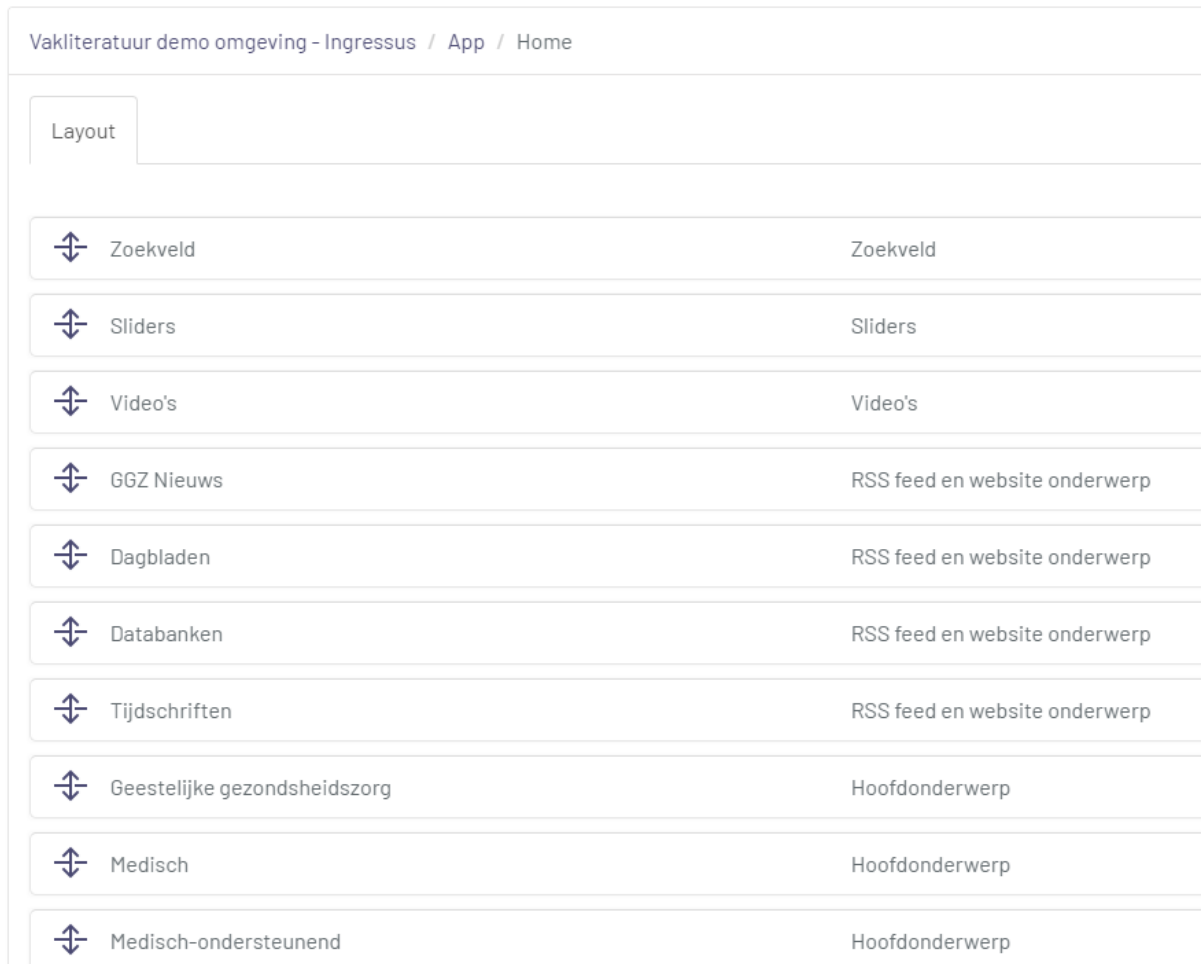 Vakliteratuur demo omgeving - Ingressus / App / Home
Layout
Zoekveld Zoekveld
Sliders Sliders
Video's Video's
GGZ Nieuws RSS feed en website onderwerp
Dagbladen RSS feed en website onderwerp
Databanken RSS feed en website onderwerp
Tijdschriften RSS feed en website onderwerp
Geestelijke gezondsheidszorg Hoofdonderwerp
Medisch Hoofdonderwerp
Medisch-ondersteunend Hoofdonderwerp